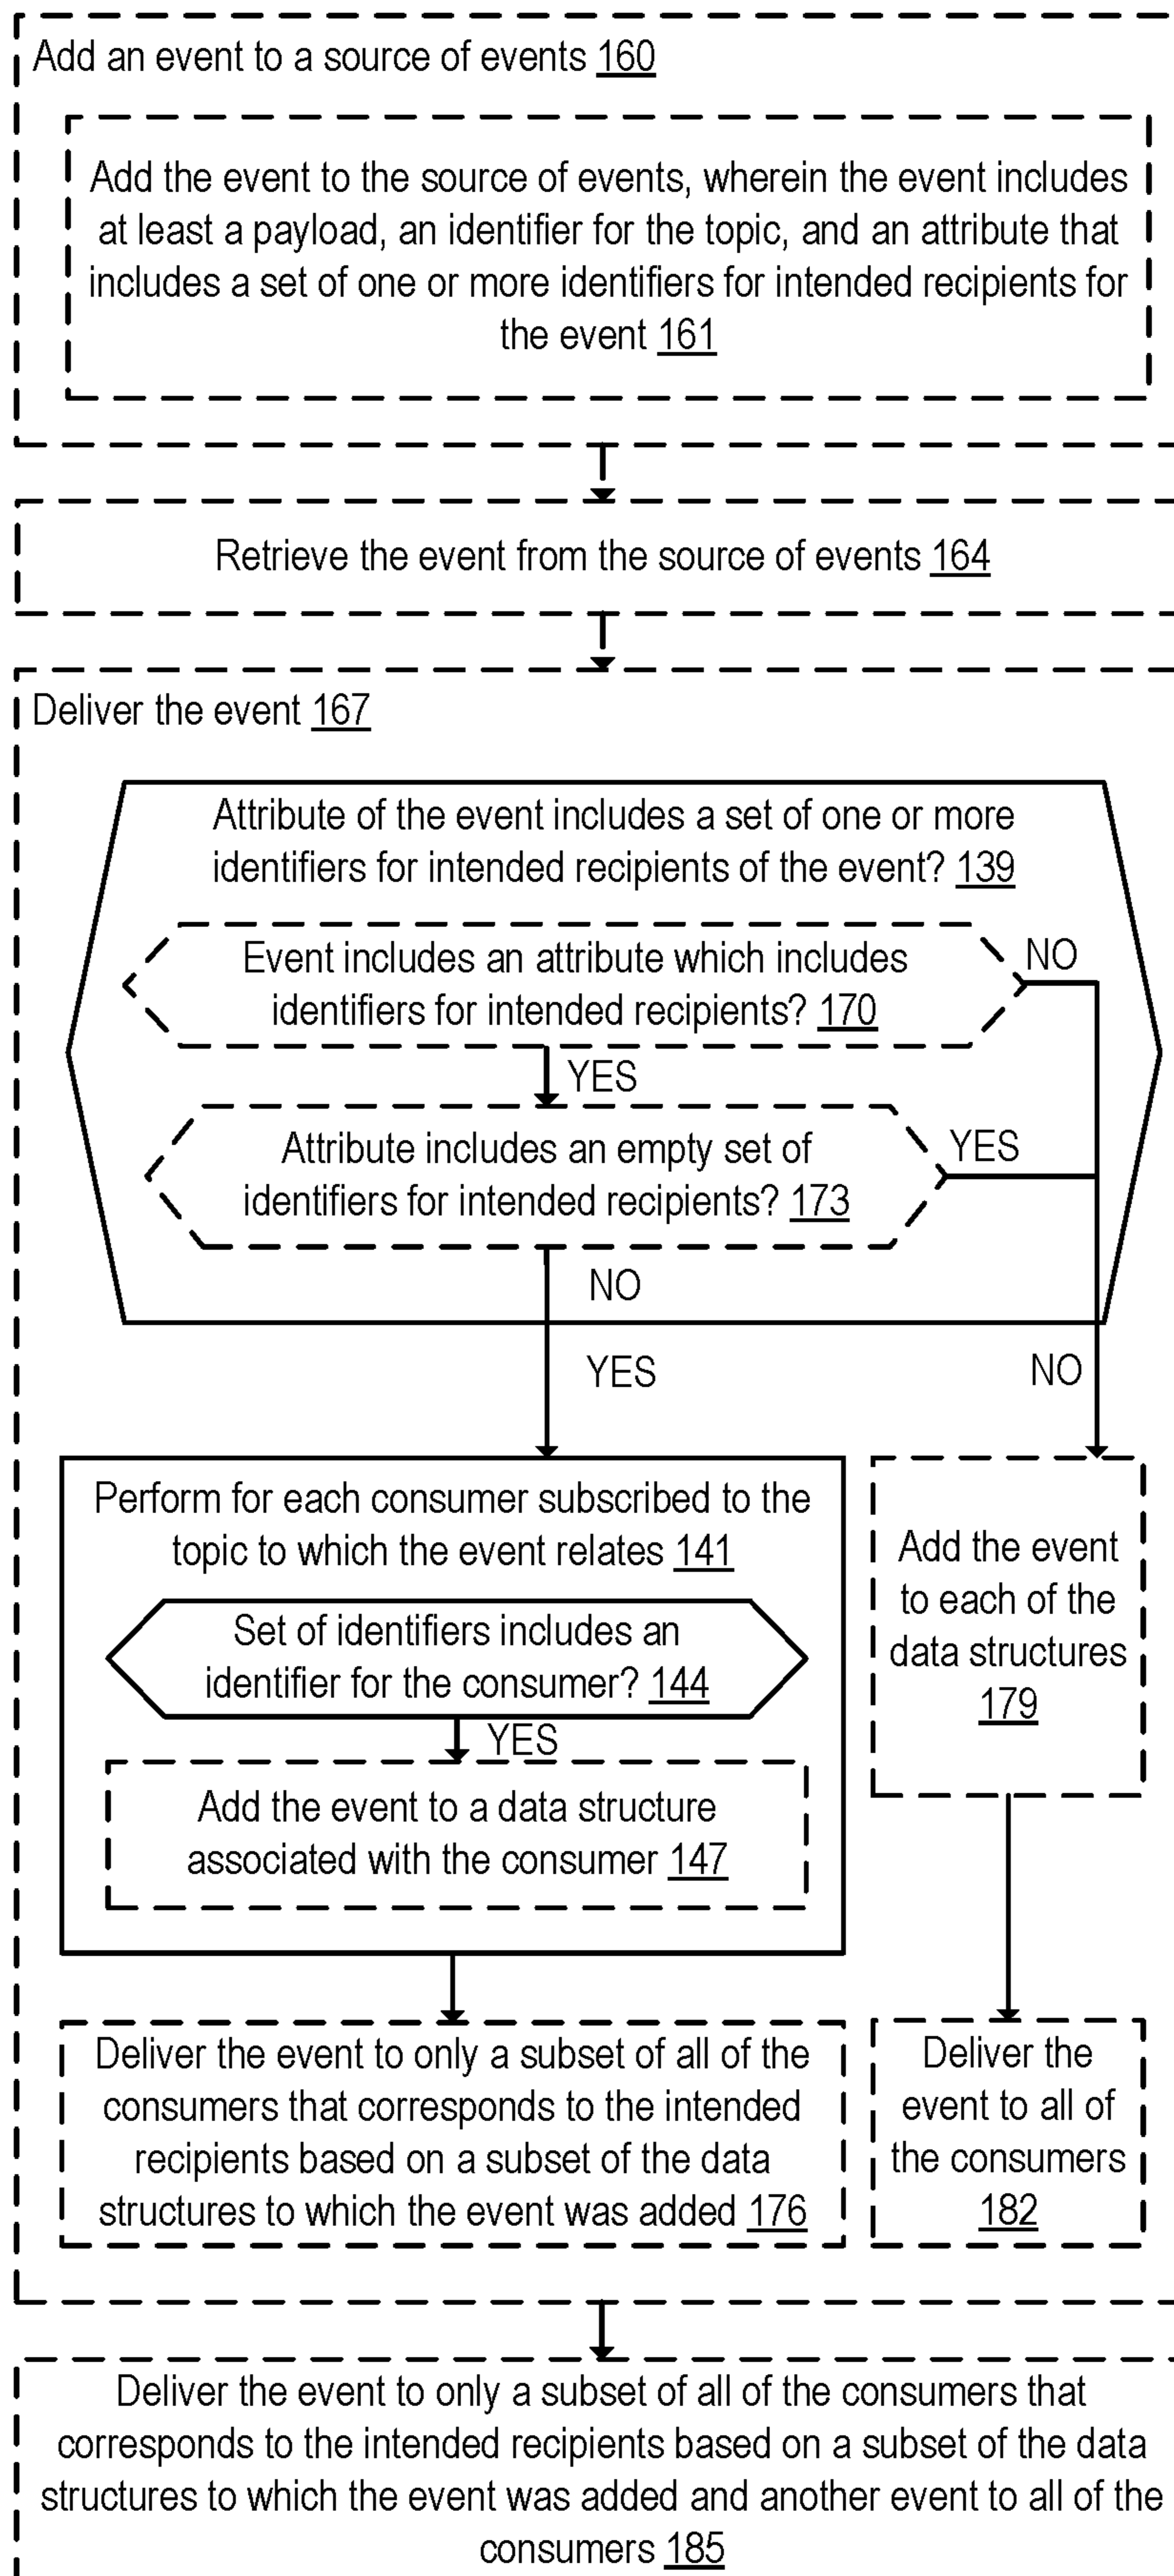 Add an event to a source of events 160
Add the event to the source of events, wherein the event includes
at least a payload, an identifier for the topic, and an attribute that
includes a set of one or more identifiers for intended recipients for
the event 161
Retrieve the event from the source of events 164
Deliver the event 167
Attribute of the event includes a set of one or more
identifiers for intended recipients of the event? 139
Event includes an attribute which includes
identifiers for intended recipients? 170
NO
YES
Attribute includes an empty set of
identifiers for intended recipients? 173
YES
NO
YES
NO
Perform for each consumer subscribed to the
topic to which the event relates 141
Set of identifiers includes an
identifier for the consumer? 144
YES
Add the event to a data structure
associated with the consumer 147
Add the event
to each of the
data structures
179
Deliver the event to only a subset of all of the
consumers that corresponds to the intended
recipients based on a subset of the data
structures to which the event was added 176
Deliver the
event to all of
the consumers
182
Deliver the event to only a subset of all of the consumers that
corresponds to the intended recipients based on a subset of the data
structures to which the event was added and another event to all of the
consumers 185